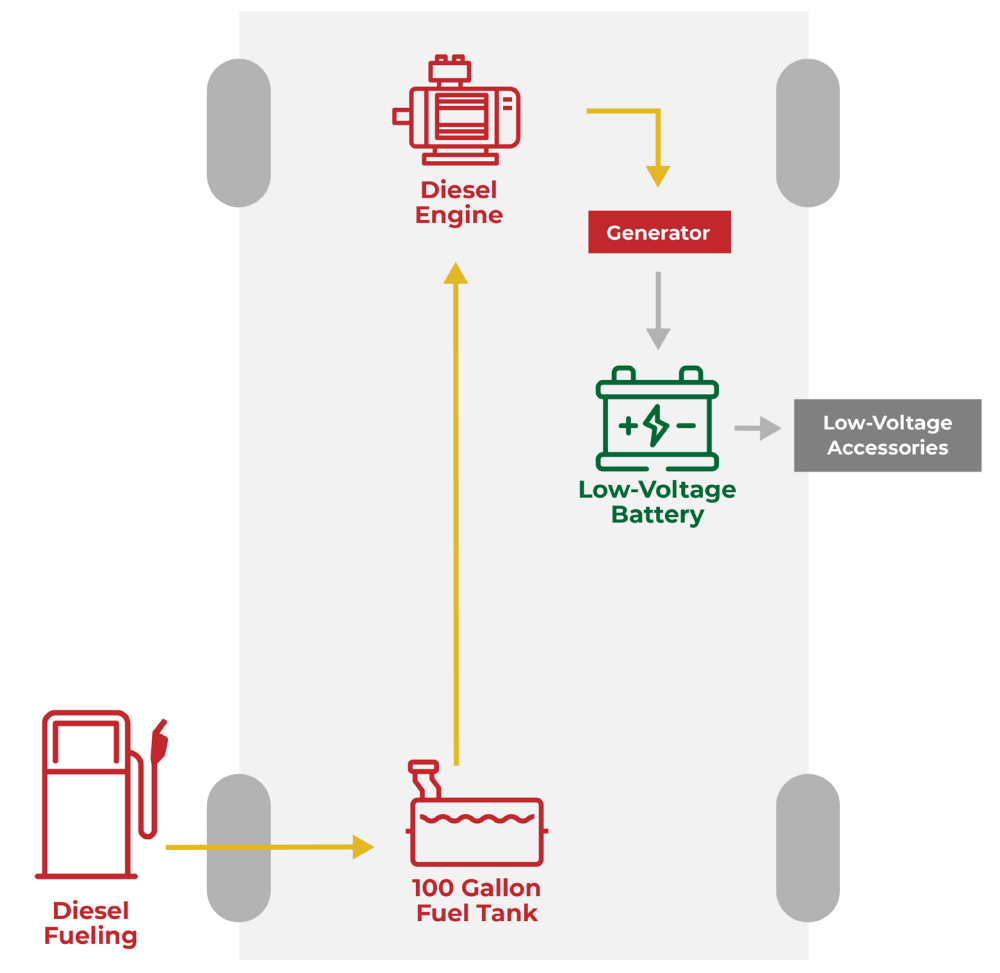 Diesel
Engine
Generator
Low-Voltage
Accessories
Low-Voltage
Battery
100 Gallon
Fuel Tank
Diesel
Fueling